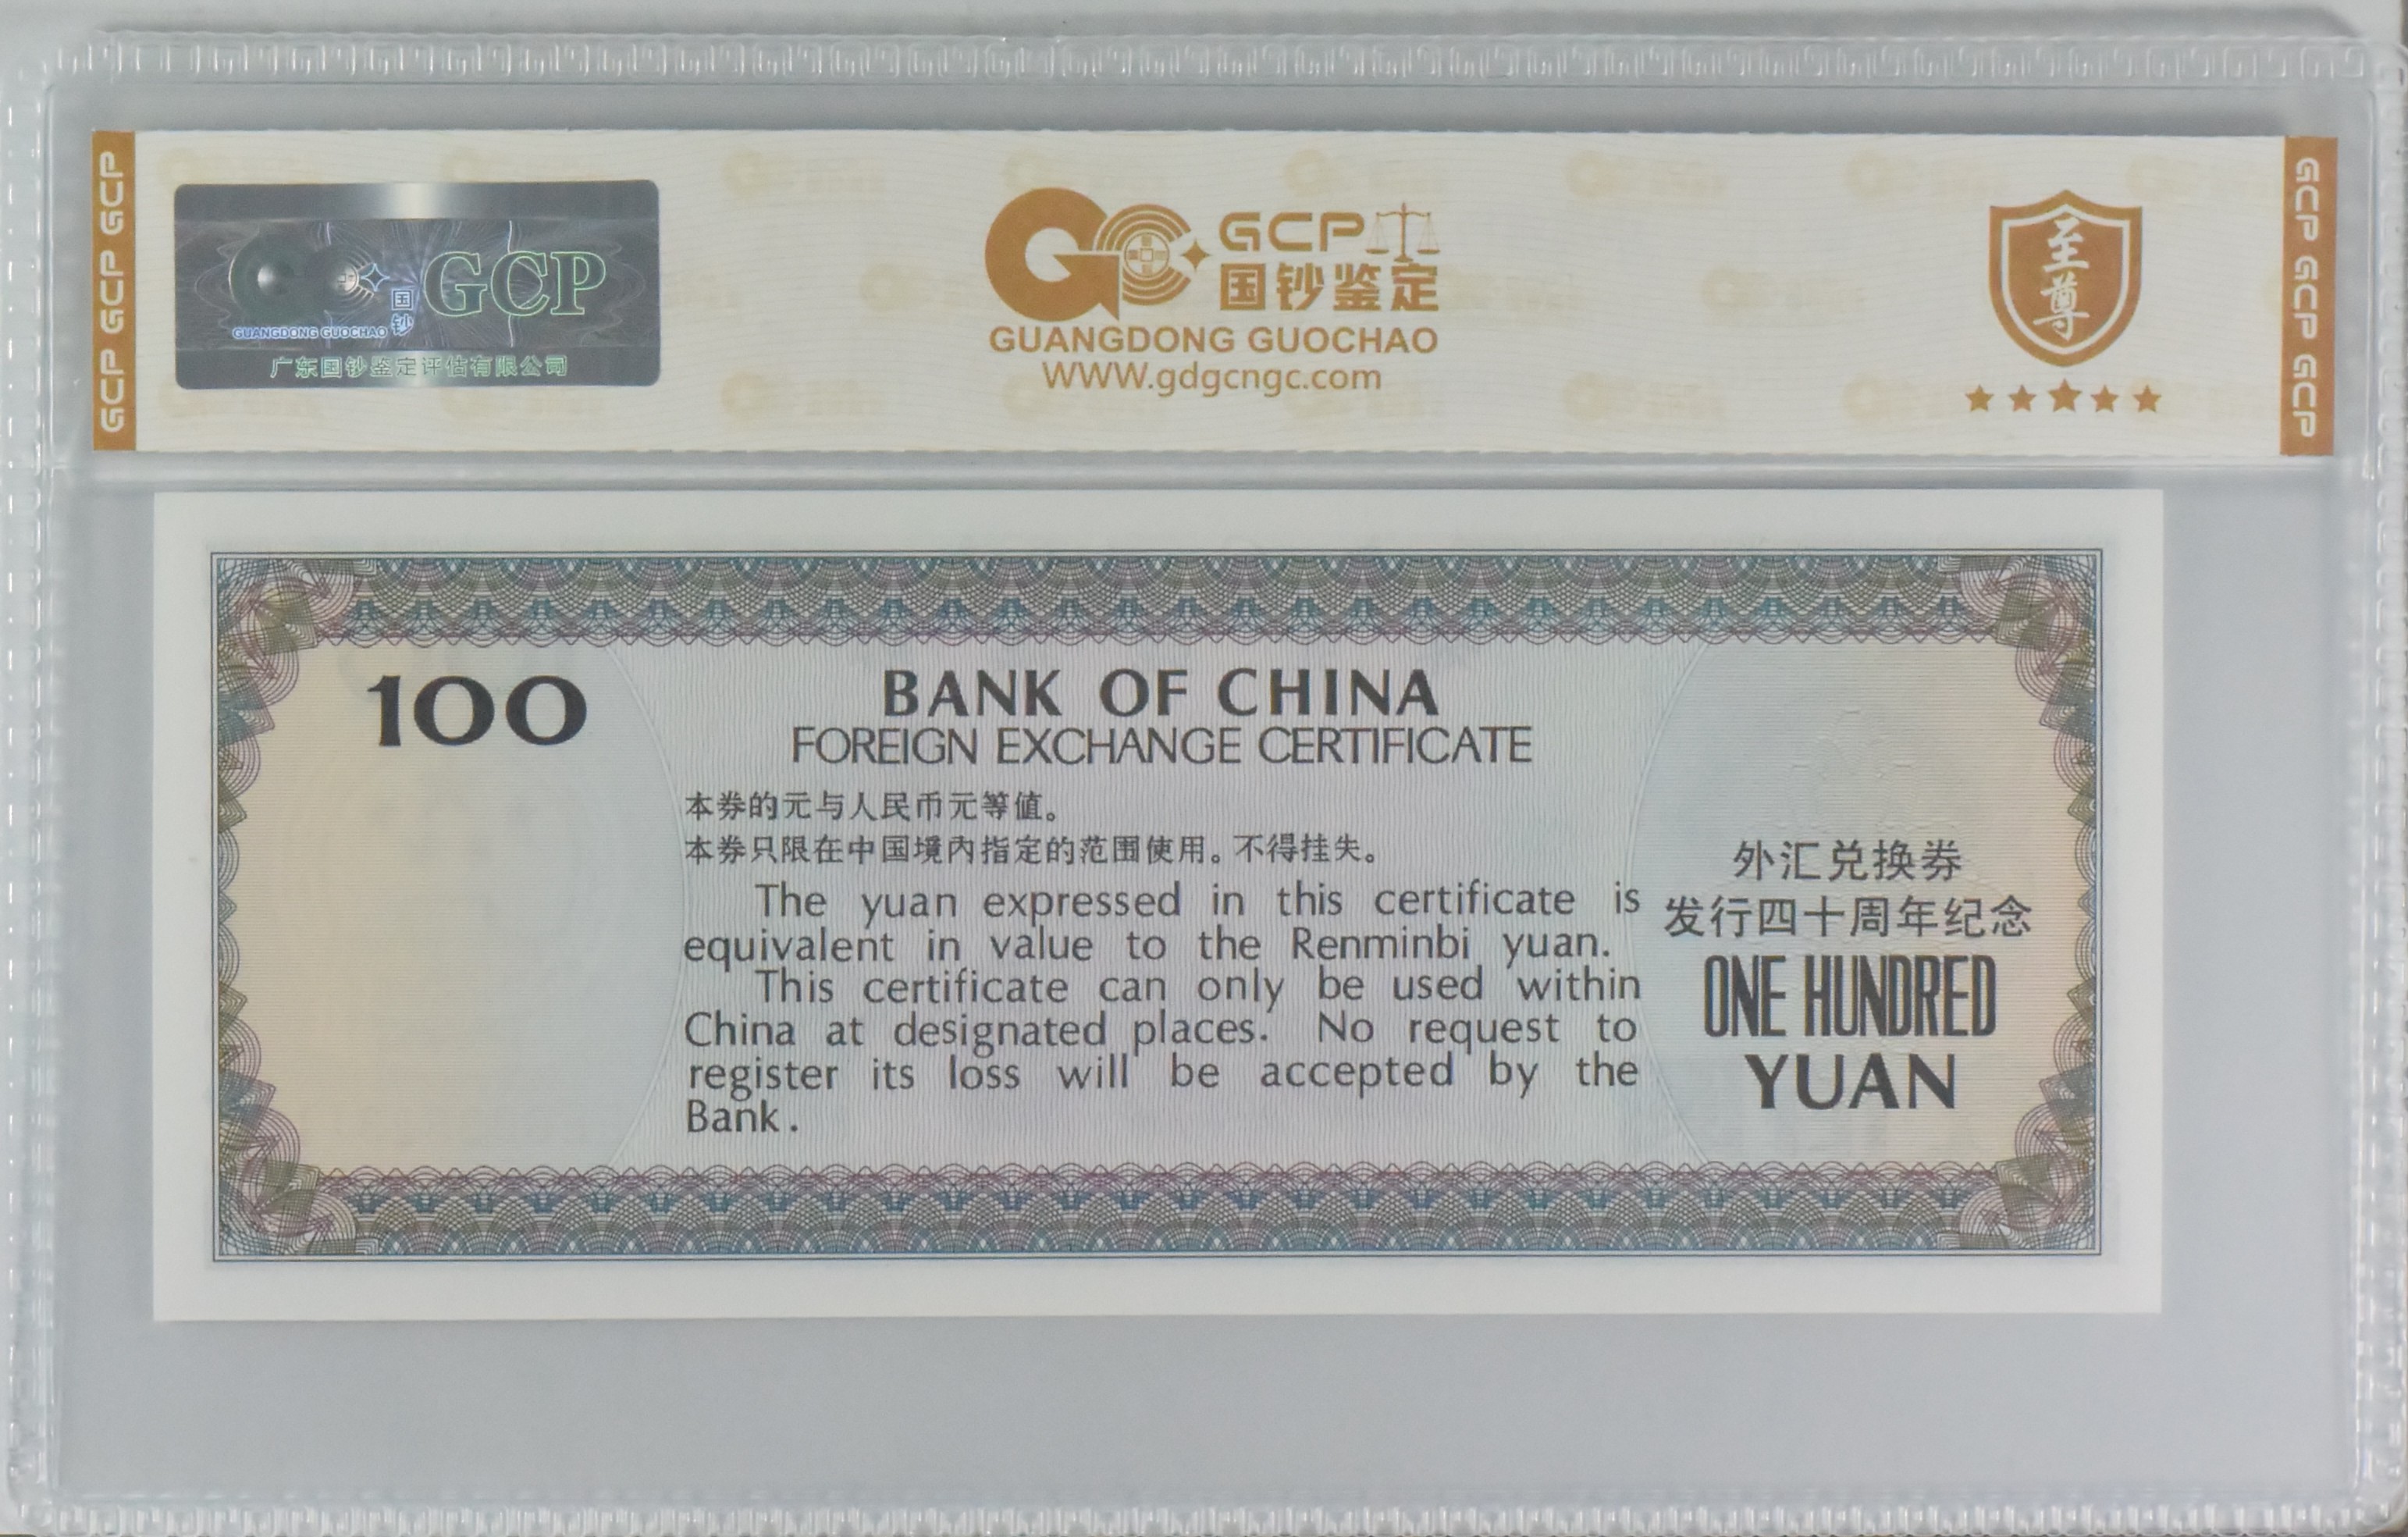 GCP GCP GCP
GCP
国钞
GUANGDONG GUOCHAO
广东国钞鉴定评估有限公司
GCP
国钞鉴定
GUANGDONG GUOCHAO
WWW.gdgcngc.com
至尊
GCP GCP GCP
100
BANK OF CHINA
FOREIGN EXCHANGE CERTIFICATE
本券的元与人民币元等值。
本券只限在中国境内指定的范围使用。不得挂失。
The yuan expressed in this certificate is
equivalent in value to the Renminbi yuan.
This certificate can only be used within
China at designated places. No request to
register its loss will be accepted by the
Bank.
外汇兑换券
发行四十周年纪念
ONE HUNDRED
YUAN